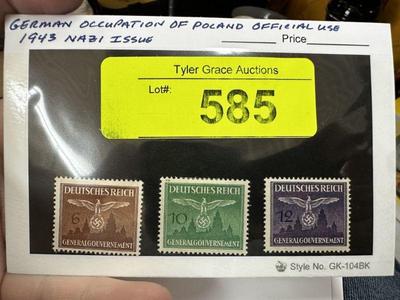 GERMAN OCCUPATION OF POLAND OFFICIAL USE
1943 NAZI ISSUE
Price
Tyler Grace Auctions
Lot#:
585
DEUTSCHES REICH
6
GENERALGOUVERNEMENT
DEUTSCHES REICH
10
GENERALGOUVERNEMENT
DEUTSCHES REICH
12
GENERALGOUVERNEMENT
Style No. GK-104BK